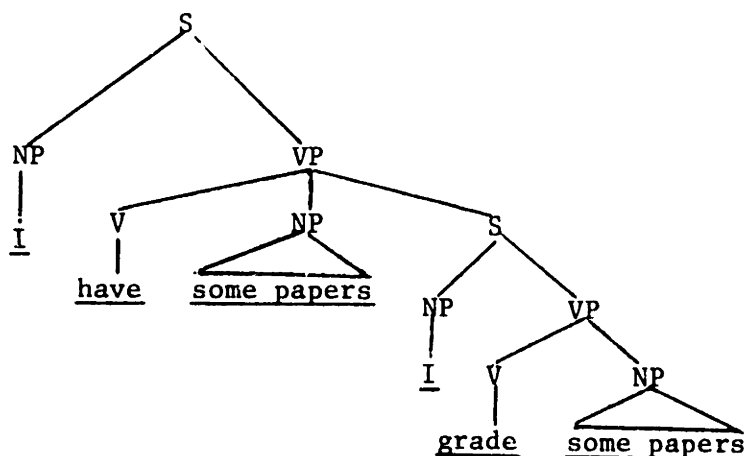 S
NP VP
I V NP S
have some papers NP VP
I V NP
grade some papers